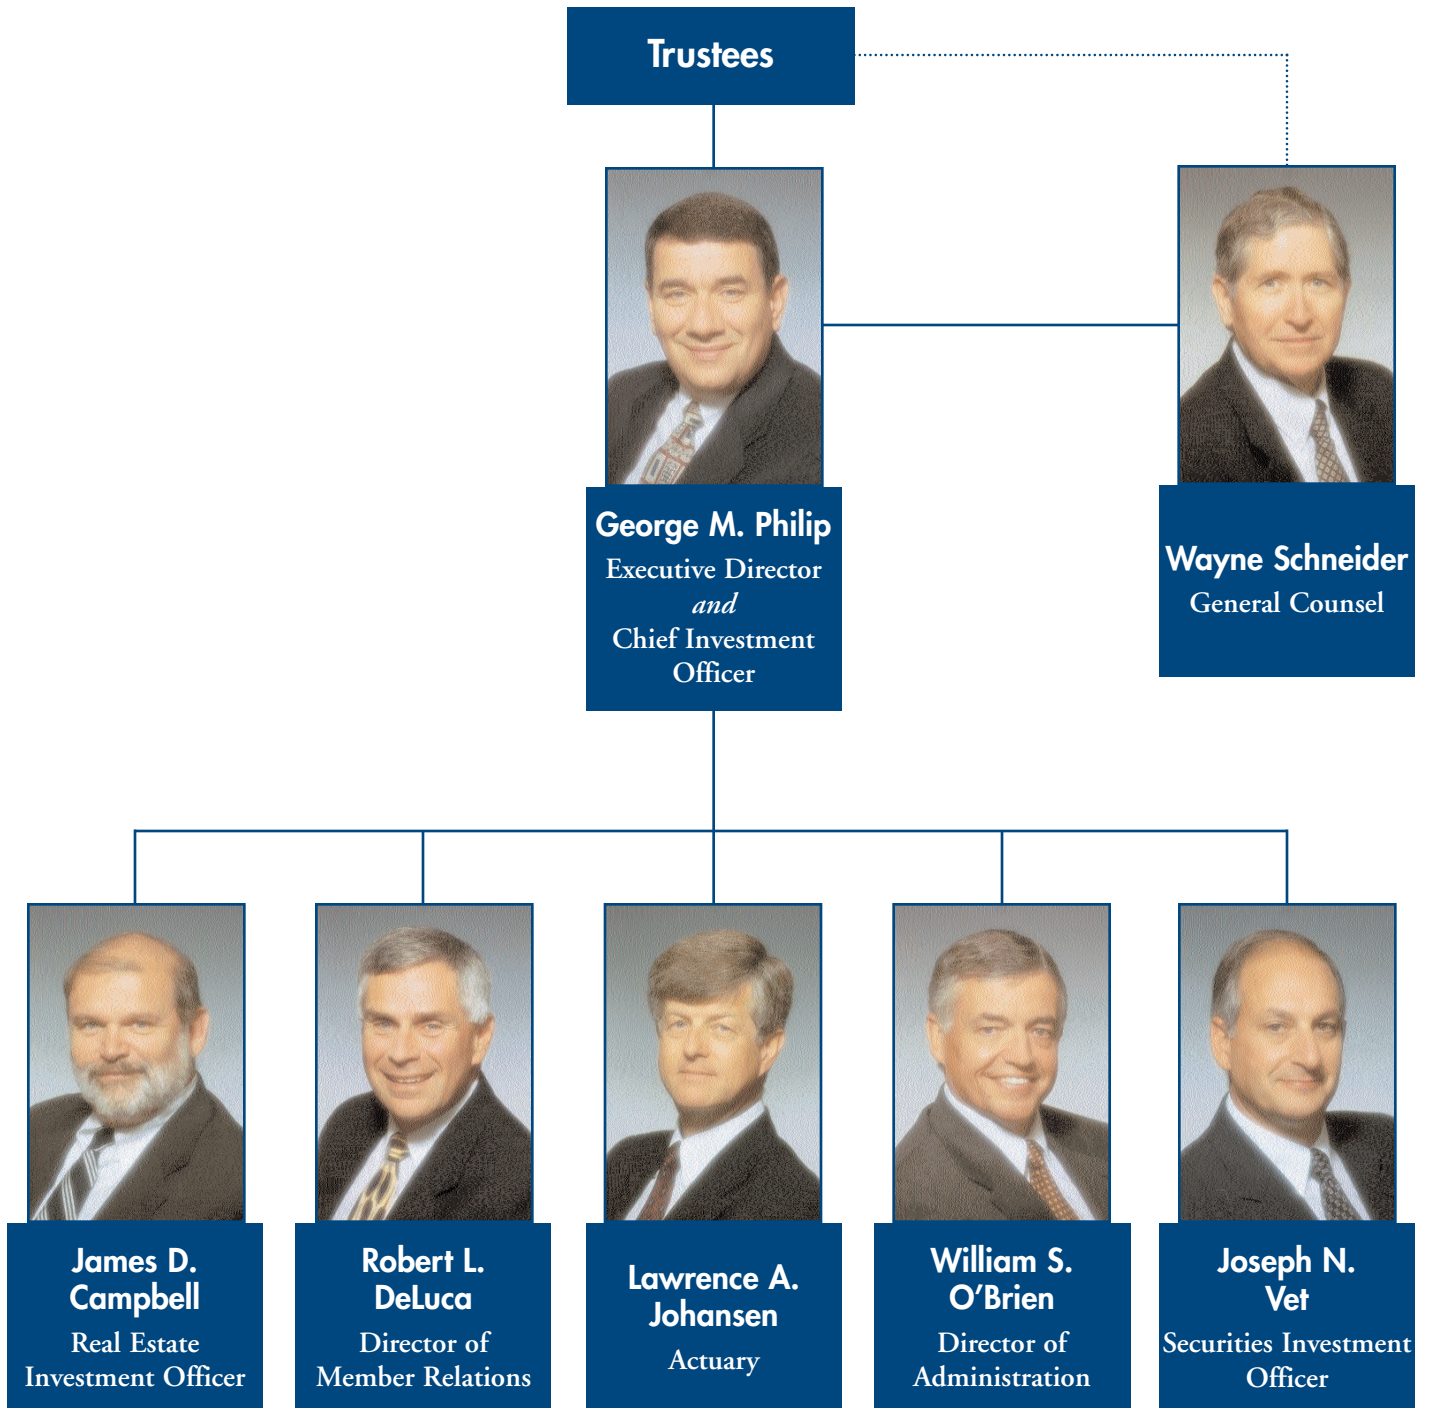 Trustees
George M. Philip
Executive Director
and
Chief Investment
Officer
Wayne Schneider
General Counsel
James D.
Campbell
Real Estate
Investment Officer
Robert L.
DeLuca
Director of
Member Relations
Lawrence A.
Johansen
Actuary
William S.
O’Brien
Director of
Administration
Joseph N.
Vet
Securities Investment
Officer